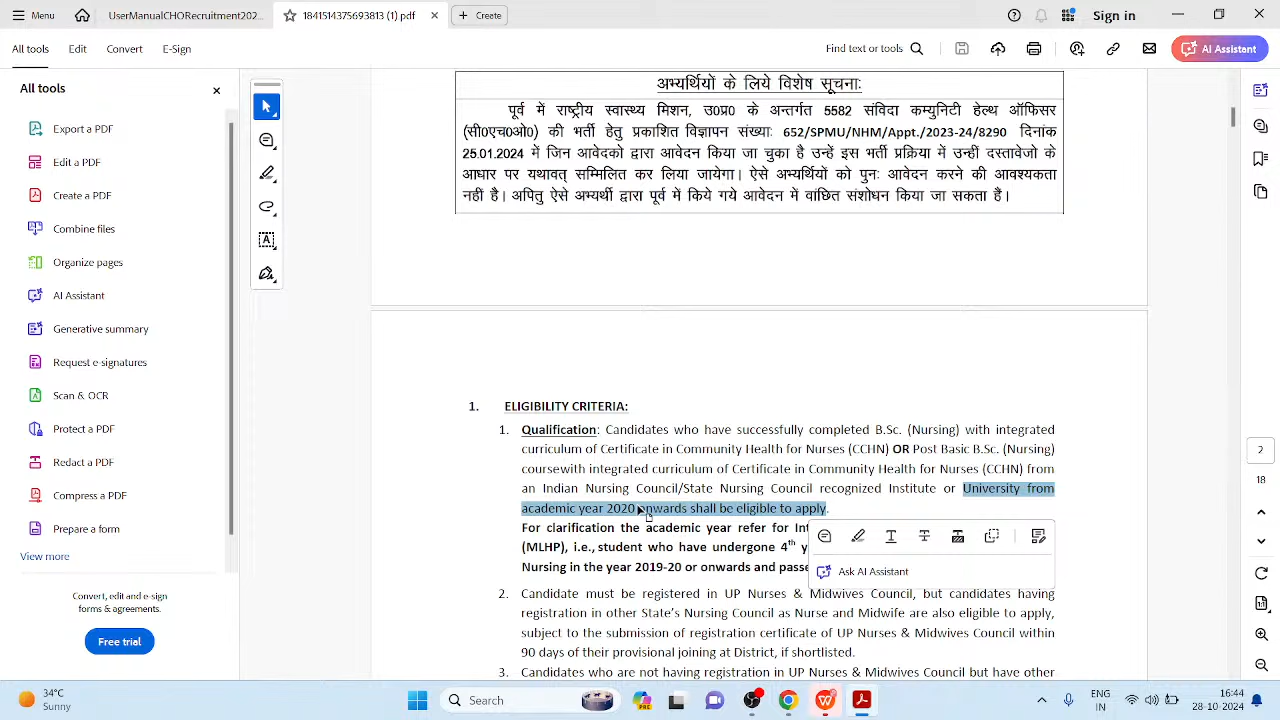 Menu
UseManualCHORecruitment202...
1841514375693813 (1).pdf
Create
Sign in
All tools
Edit
Convert
E-Sign
Find text or tools
AI Assistant
All tools
Export a PDF
Edit a PDF
Create a PDF
Combine files
Organize pages
AI Assistant
Generative summary
Request e-signatures
Scan & OCR
Protect a PDF
Redact a PDF
Compress a PDF
Prepare a form
View more
Convert, edit and e-sign
forms & agreements.
Free trial
अभ्यर्थियों के लिये विशेष सूचनाः
पूर्व में राष्ट्रीय स्वास्थ्य मिशन, उ0प्र0 के अन्तर्गत 5582 संविदा कम्युनिटी हेल्थ ऑफिसर
(सी0एच0ओ0) की भर्ती हेतु प्रकाशित विज्ञापन संख्याः 652/SPMU/NHM/Appt./2023-24/8290 दिनांक
25.01.2024 में जिन आवेदको द्वारा आवेदन किया जा चुका है उन्हें इस भर्ती प्रक्रिया में उन्हीं दस्तावेजो के
आधार पर यथावत् सम्मिलित कर लिया जायेगा। ऐसे अभ्यर्थियों को पुनः आवेदन करने की आवश्यकता
नहीं है। अपितु ऐसे अभ्यर्थी द्वारा पूर्व में किये गये आवेदन में वांछित संशोधन किया जा सकता हैं।
1. ELIGIBILITY CRITERIA:
1. Qualification: Candidates who have successfully completed B.Sc. (Nursing) with integrated
curriculum of Certificate in Community Health for Nurses (CCHN) OR Post Basic B.Sc. (Nursing)
coursewith integrated curriculum of Certificate in Community Health for Nurses (CCHN) from
an Indian Nursing Council/State Nursing Council recognized Institute or University from
academic year 2020 onwards shall be eligible to apply.
For clarification the academic year refer for Int
(MLHP), i.e., student who have undergone 4th y
Nursing in the year 2019-20 or onwards and passe
Ask AI Assistant
2. Candidate must be registered in UP Nurses & Midwives Council, but candidates having
registration in other State's Nursing Council as Nurse and Midwife are also eligible to apply,
subject to the submission of registration certificate of UP Nurses & Midwives Council within
90 days of their provisional joining at District, if shortlisted.
3. Candidates who are not having registration in UP Nurses & Midwives Council but have other
2
18
34°C
Sunny
Search
ENG
IN
16:44
28-10-2024